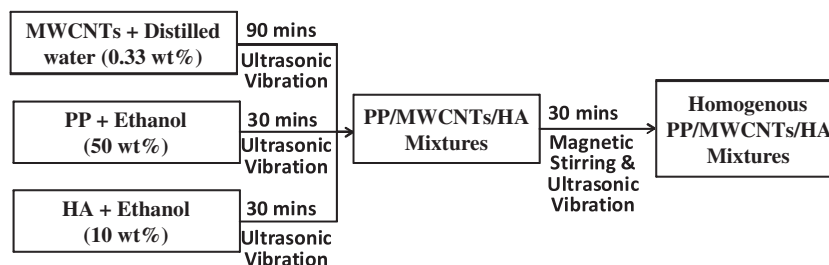 MWCNTs + Distilled
water (0.33 wt%)
90 mins
Ultrasonic
Vibration
PP + Ethanol
(50 wt%)
30 mins
Ultrasonic
Vibration
HA + Ethanol
(10 wt%)
30 mins
Ultrasonic
Vibration
PP/MWCNTs/HA
Mixtures
30 mins
Magnetic
Stirring &
Ultrasonic
Vibration
Homogenous
PP/MWCNTs/HA
Mixtures